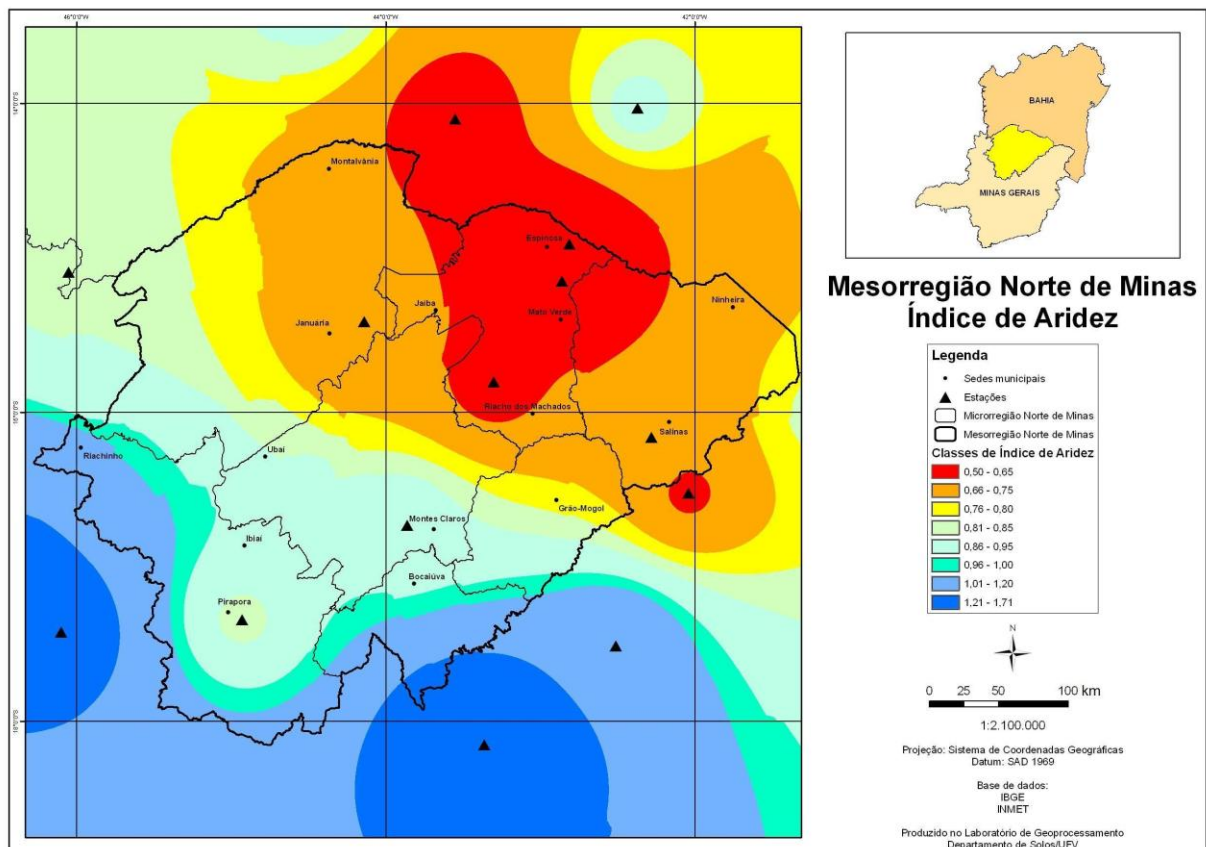 46°0'0"W
44°0'0"W
42°0'0"W
14°0'0"S
16°0'0"S
18°0'0"S
Montalvânia
Espinosa
Ninheira
Jaíba
Mato Verde
Januária
Riacho dos Machados
Salinas
Riachinho
Ubaí
Grão-Mogol
Montes Claros
Ibiaí
Bocaiúva
Pirapora
BAHIA
MINAS GERAIS
Mesorregião Norte de Minas
Índice de Aridez
Legenda
Sedes municipais
Estações
Microrregião Norte de Minas
Mesorregião Norte de Minas
Classes de Índice de Aridez
0,50 - 0,65
0,66 - 0,75
0,76 - 0,80
0,81 - 0,85
0,86 - 0,95
0,96 - 1,00
1,01 - 1,20
1,21 - 1,71
N
0 25 50 100 km
1:2.100.000
Projeção: Sistema de Coordenadas Geográficas
Datum: SAD 1969
Base de dados:
IBGE
INMET
Produzido no Laboratório de Geoprocessamento
Departamento de Solos/UFV